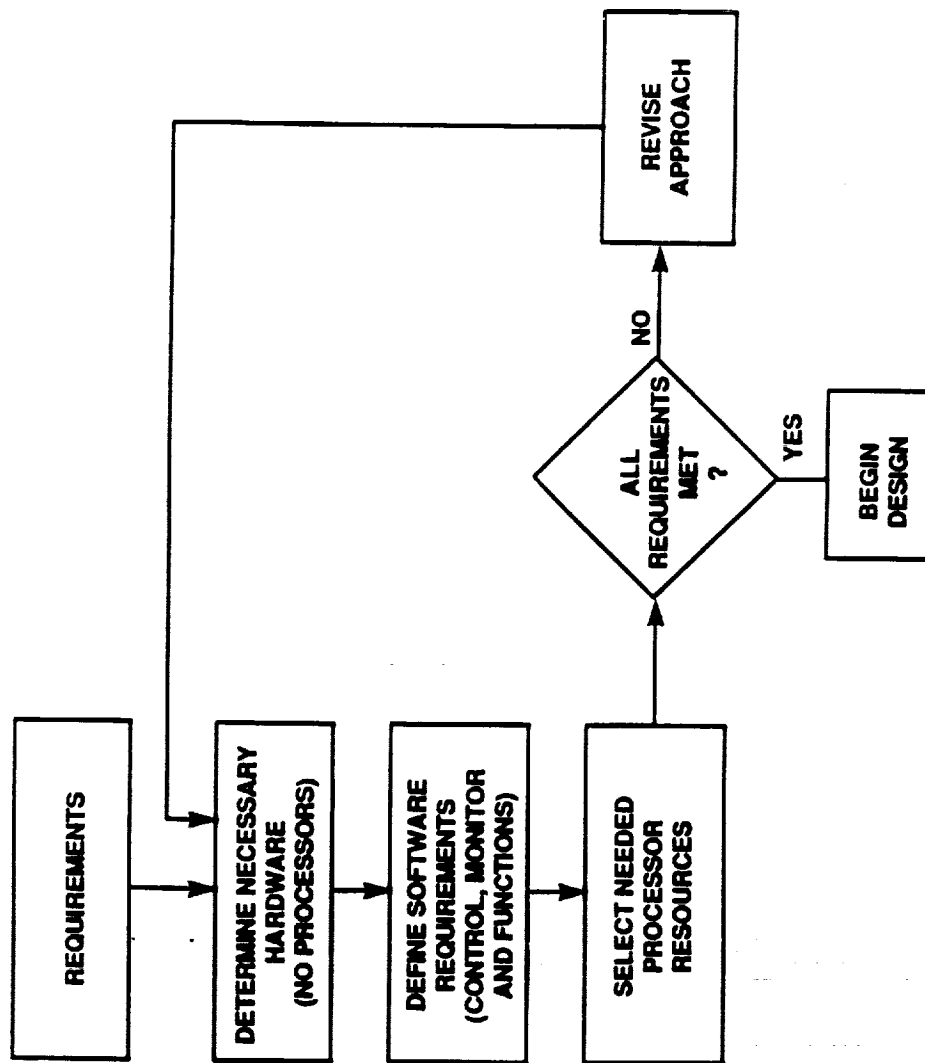 REQUIREMENTS
DETERMINE NECESSARY
HARDWARE
(NO PROCESSORS)
DEFINE SOFTWARE
REQUIREMENTS
(CONTROL, MONITOR
AND FUNCTIONS)
SELECT NEEDED
PROCESSOR
RESOURCES
ALL
REQUIREMENTS
MET
?
NO
REVISE
APPROACH
YES
BEGIN
DESIGN